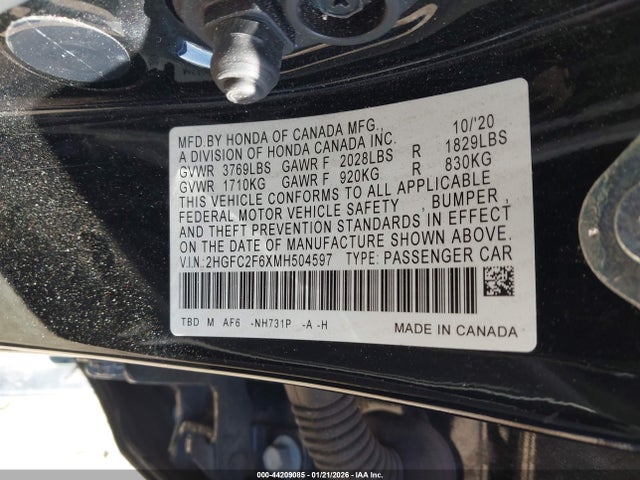 MFD.BY HONDA OF CANADA MFG., 10/'20
A DIVISION OF HONDA CANADA INC.
GVWR 3769LBS GAWR F 2028LBS R 1829LBS
GVWR 1710KG GAWR F 920KG R 830KG
THIS VEHICLE CONFORMS TO ALL APPLICABLE
FEDERAL MOTOR VEHICLE SAFETY , BUMPER ,
AND THEFT PREVENTION STANDARDS IN EFFECT
ON THE DATE OF MANUFACTURE SHOWN ABOVE.
V.I.N: 2HGFC2F6XMH504597 TYPE: PASSENGER CAR
TBD M AF6 -NH731P -A -H MADE IN CANADA
000-44209085 - 01/21/2026 - IAA Inc.